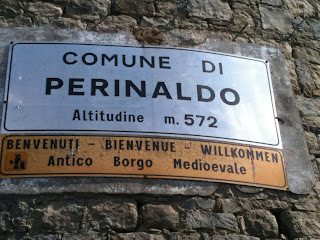 COMUNE DI
PERINALDO
Altitudine m. 572
BENVENUTI - BIENVENUE - WILLKOMMEN
Antico Borgo Medioevale